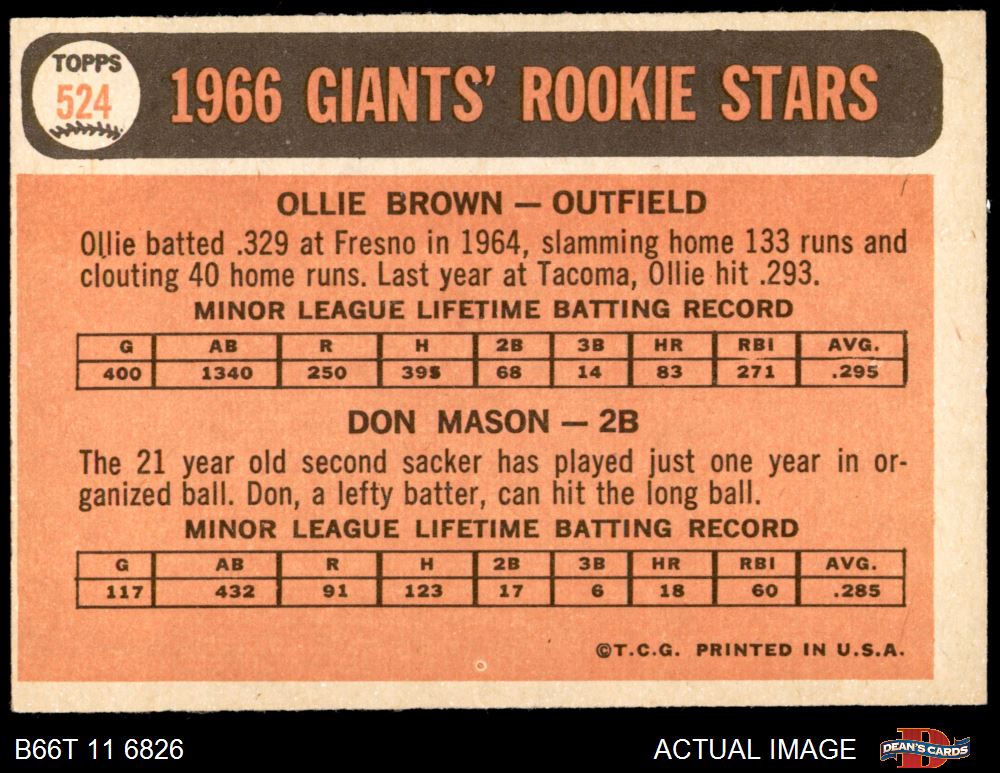 TOPPS
524
1966 GIANTS' ROOKIE STARS
OLLIE BROWN — OUTFIELD
Ollie batted .329 at Fresno in 1964, slamming home 133 runs and
clouting 40 home runs. Last year at Tacoma, Ollie hit .293.
MINOR LEAGUE LIFETIME BATTING RECORD
G AB R H 2B 3B HR RBI AVG.
400 1340 250 395 68 14 83 271 .295
DON MASON — 2B
The 21 year old second sacker has played just one year in or-
ganized ball. Don, a lefty batter, can hit the long ball.
MINOR LEAGUE LIFETIME BATTING RECORD
G AB R H 2B 3B HR RBI AVG.
117 432 91 123 17 6 18 60 .285
©T.C.G. PRINTED IN U.S.A.
B66T 11 6826
ACTUAL IMAGE
DEAN'S CARDS